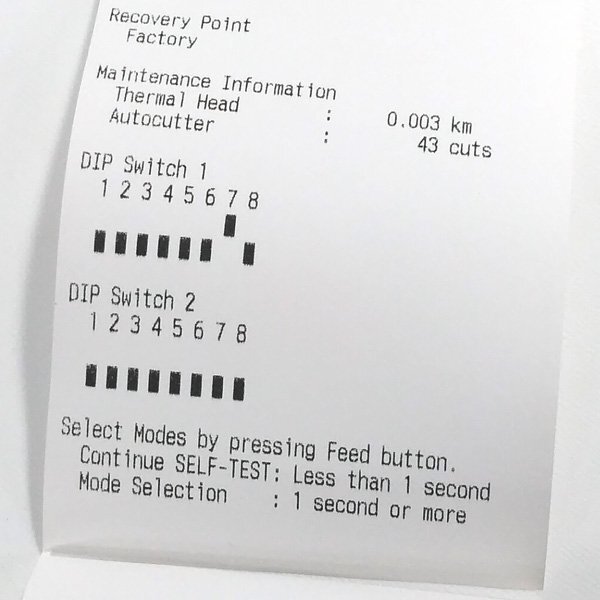 Recovery Point
Factory
Maintenance Information
Thermal Head : 0.003 km
Autocutter : 43 cuts
DIP Switch 1
1 2 3 4 5 6 7 8
DIP Switch 2
1 2 3 4 5 6 7 8
Select Modes by pressing Feed button.
Continue SELF-TEST: Less than 1 second
Mode Selection : 1 second or more